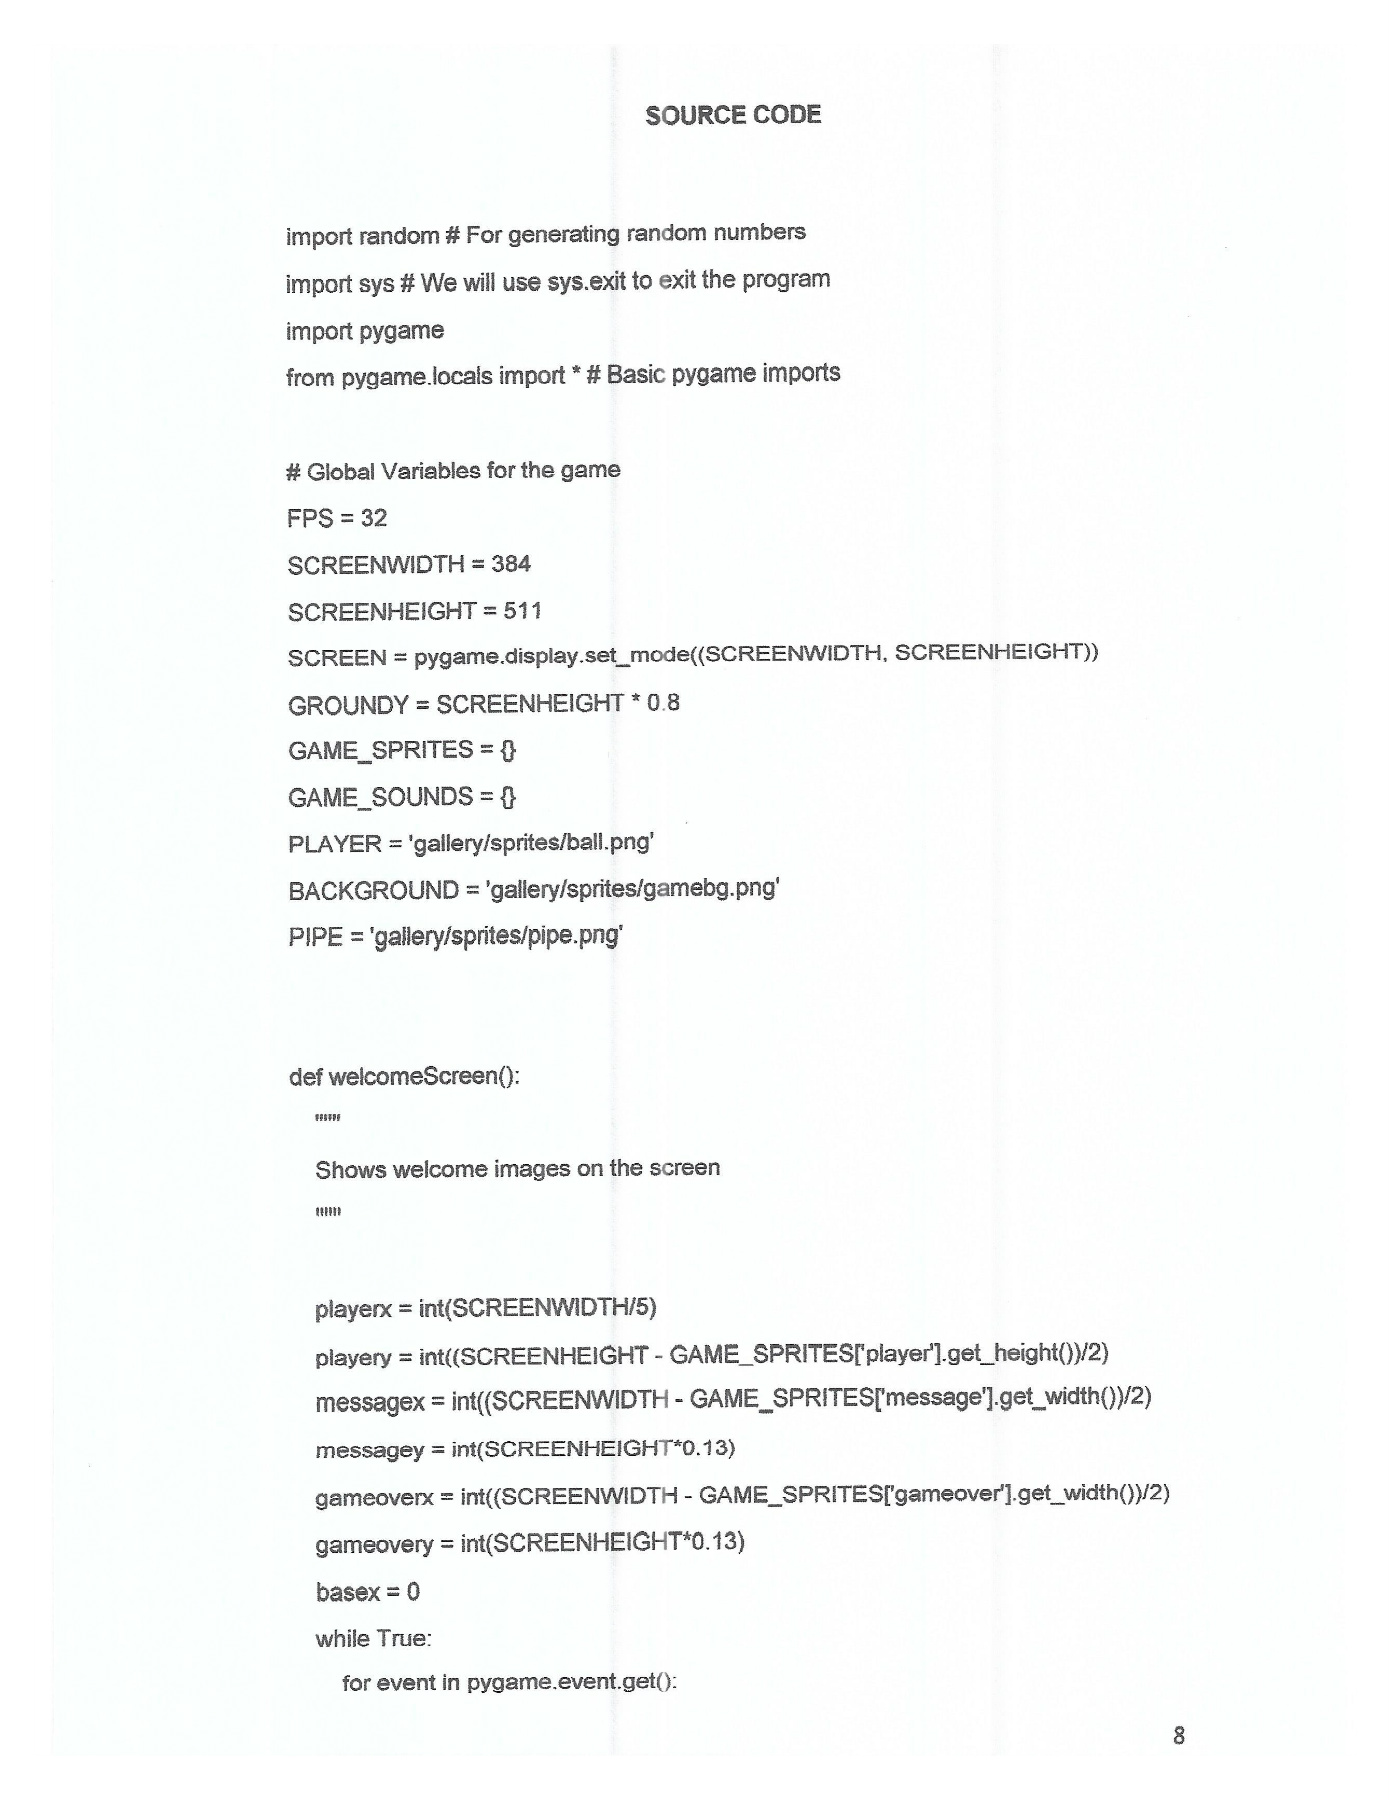 SOURCE CODE
import random # For generating random numbers
import sys # We will use sys.exit to exit the program
import pygame
from pygame.locals import * # Basic pygame imports
# Global Variables for the game
FPS = 32
SCREENWIDTH = 384
SCREENHEIGHT = 511
SCREEN = pygame.display.set_mode((SCREENWIDTH, SCREENHEIGHT))
GROUNDY = SCREENHEIGHT * 0.8
GAME_SPRITES = {}
GAME_SOUNDS = {}
PLAYER = 'gallery/sprites/ball.png'
BACKGROUND = 'gallery/sprites/gamebg.png'
PIPE = 'gallery/sprites/pipe.png'
def welcomeScreen():
"""
Shows welcome images on the screen
"""
playerx = int(SCREENWIDTH/5)
playery = int((SCREENHEIGHT - GAME_SPRITES['player'].get_height())/2)
messagex = int((SCREENWIDTH - GAME_SPRITES['message'].get_width())/2)
messagey = int(SCREENHEIGHT*0.13)
gameoverx = int((SCREENWIDTH - GAME_SPRITES['gameover'].get_width())/2)
gameovery = int(SCREENHEIGHT*0.13)
basex = 0
while True:
for event in pygame.event.get():
8